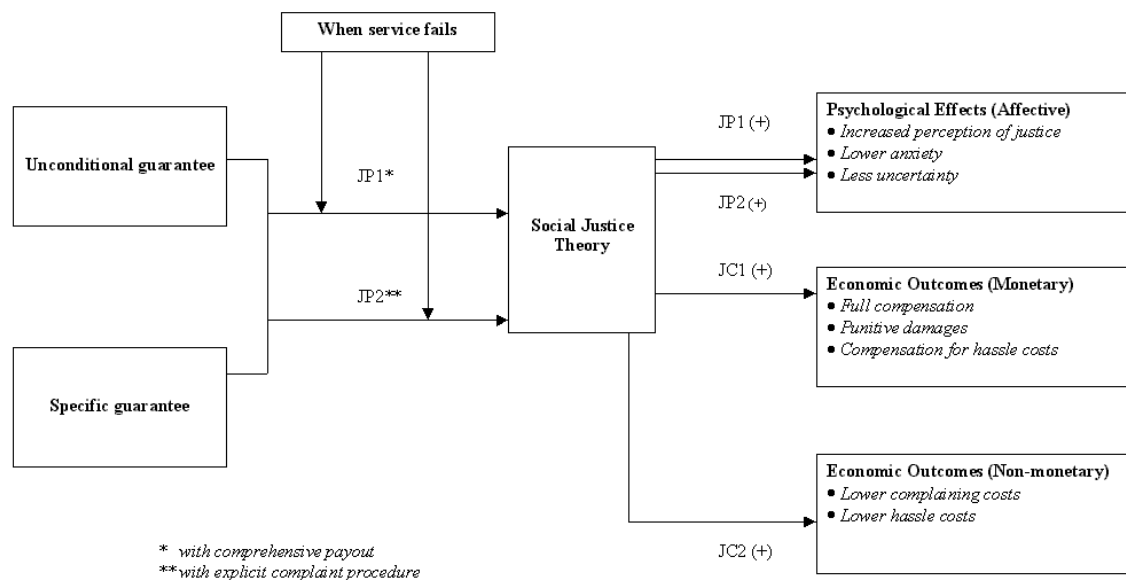 When service fails
Unconditional guarantee
Specific guarantee
JP1*
JP2**
Social Justice
Theory
JP1 (+)
JP2 (+)
JC1 (+)
JC2 (+)
Psychological Effects (Affective)
● Increased perception of justice
● Lower anxiety
● Less uncertainty
Economic Outcomes (Monetary)
● Full compensation
● Punitive damages
● Compensation for hassle costs
Economic Outcomes (Non-monetary)
● Lower complaining costs
● Lower hassle costs
* with comprehensive payout
** with explicit complaint procedure